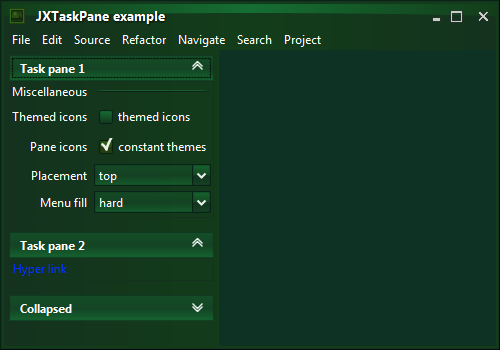 JXTaskPane example
File Edit Source Refactor Navigate Search Project
Task pane 1
Miscellaneous
Themed icons themed icons
Pane icons constant themes
Placement top
Menu fill hard
Task pane 2
Hyper link
Collapsed